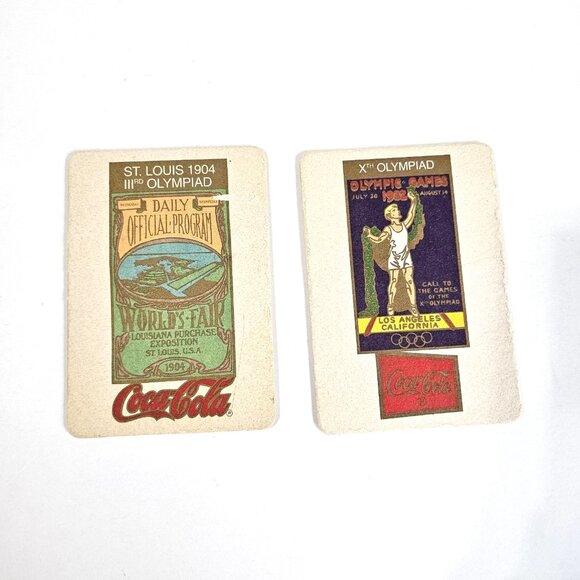 ST. LOUIS 1904
IIIRD OLYMPIAD
DAILY
OFFICIAL·PROGRAM
WORLD'S·FAIR
LOUISIANA PURCHASE
EXPOSITION
ST. LOUIS, U.S.A.
1904
Coca-Cola
XTH OLYMPIAD
OLYMPIC GAMES
JULY 30 1932 AUGUST 14
CALL TO
THE GAMES
OF THE
XTH OLYMPIAD
LOS ANGELES
CALIFORNIA
Coca-Cola